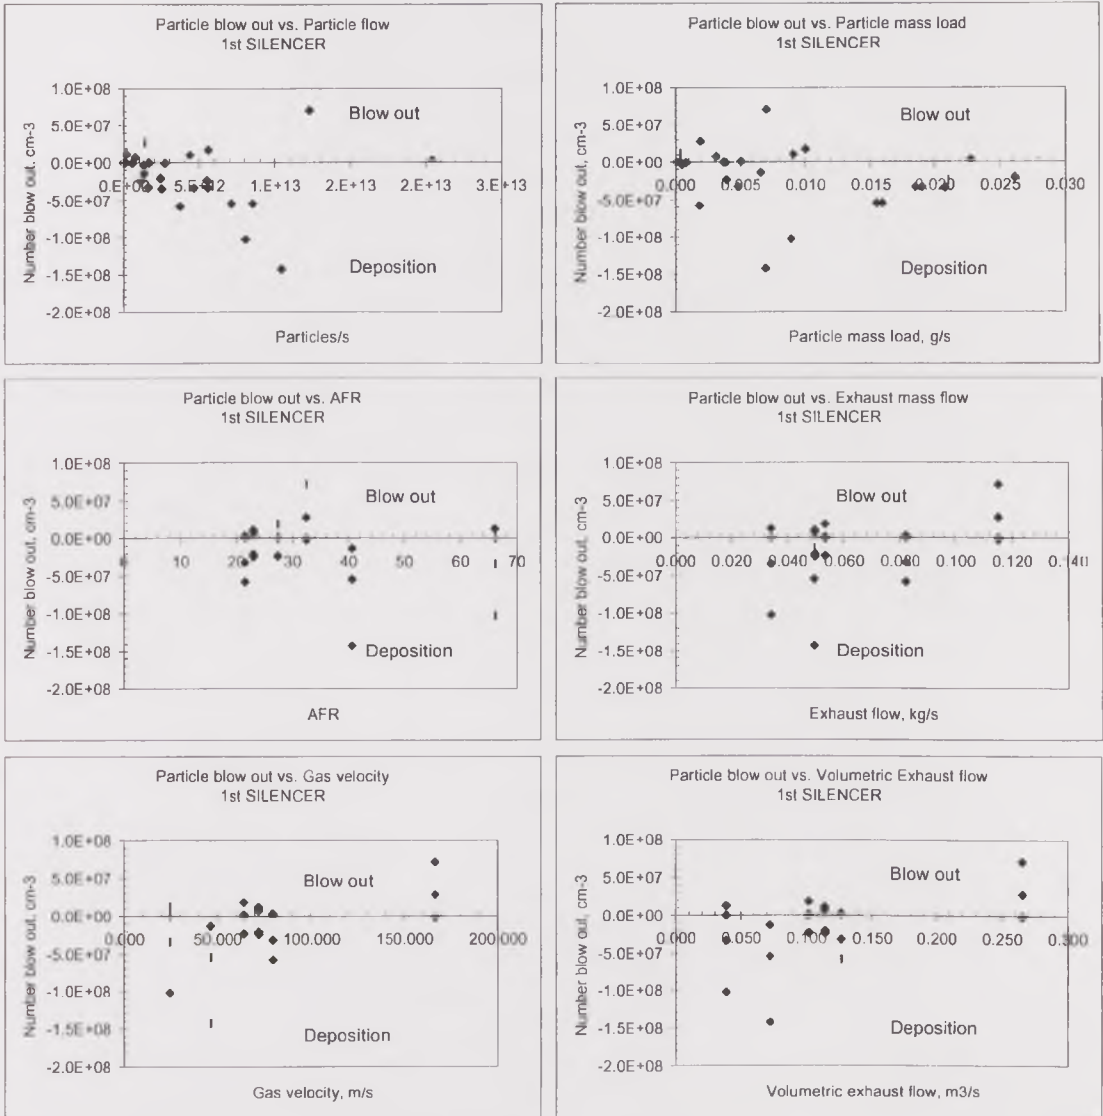 Particle blow out vs. Particle flow
1st SILENCER
Number blow out, cm-3
1.0E+08
5.0E+07
0.0E+00
-5.0E+07
-1.0E+08
-1.5E+08
-2.0E+08
Blow out
Deposition
1.0E+13
2.0E+13
3.0E+13
Particles/s
Particle blow out vs. Particle mass load
1st SILENCER
Number blow out, cm-3
1.0E+08
5.0E+07
0.0E+00
-5.0E+07
-1.0E+08
-1.5E+08
-2.0E+08
Blow out
Deposition
0.000
0.005
0.010
0.015
0.020
0.025
0.030
Particle mass load, g/s
Particle blow out vs. AFR
1st SILENCER
Number blow out, cm-3
1.0E+08
5.0E+07
0.0E+00
-5.0E+07
-1.0E+08
-1.5E+08
-2.0E+08
Blow out
Deposition
0
10
20
30
40
50
60
70
AFR
Particle blow out vs. Exhaust mass flow
1st SILENCER
Number blow out, cm-3
1.0E+08
5.0E+07
0.0E+00
-5.0E+07
-1.0E+08
-1.5E+08
-2.0E+08
Blow out
Deposition
0.000
0.020
0.040
0.060
0.080
0.100
0.120
0.140
Exhaust flow, kg/s
Particle blow out vs. Gas velocity
1st SILENCER
Number blow out, cm-3
1.0E+08
5.0E+07
0.0E+00
-5.0E+07
-1.0E+08
-1.5E+08
-2.0E+08
Blow out
Deposition
0.000
50.000
100.000
150.000
200.000
Gas velocity, m/s
Particle blow out vs. Volumetric Exhaust flow
1st SILENCER
Number blow out, cm-3
1.0E+08
5.0E+07
0.0E+00
-5.0E+07
-1.0E+08
-1.5E+08
-2.0E+08
Blow out
Deposition
0.000
0.050
0.100
0.150
0.200
0.250
0.300
Volumetric exhaust flow, m3/s